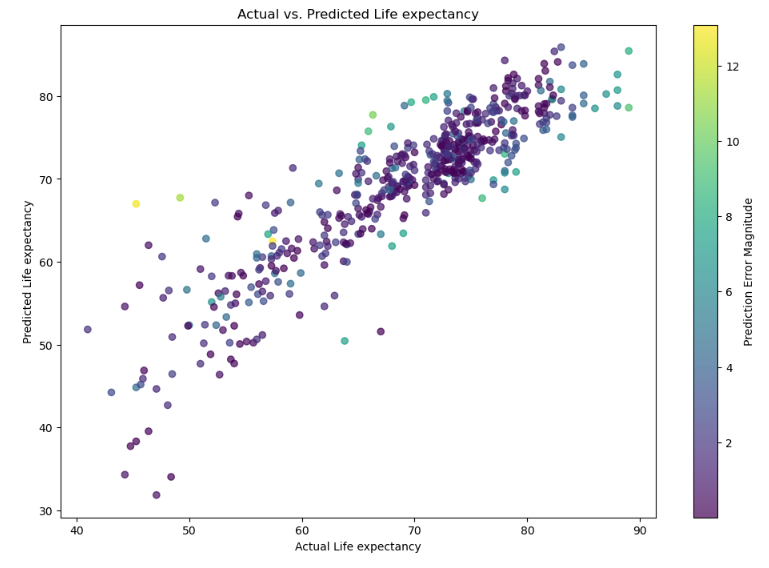 Actual vs. Predicted Life expectancy
80
70
60
50
40
30
Predicted Life expectancy
40 50 60 70 80 90
Actual Life expectancy
12
10
8
6
4
2
Prediction Error Magnitude